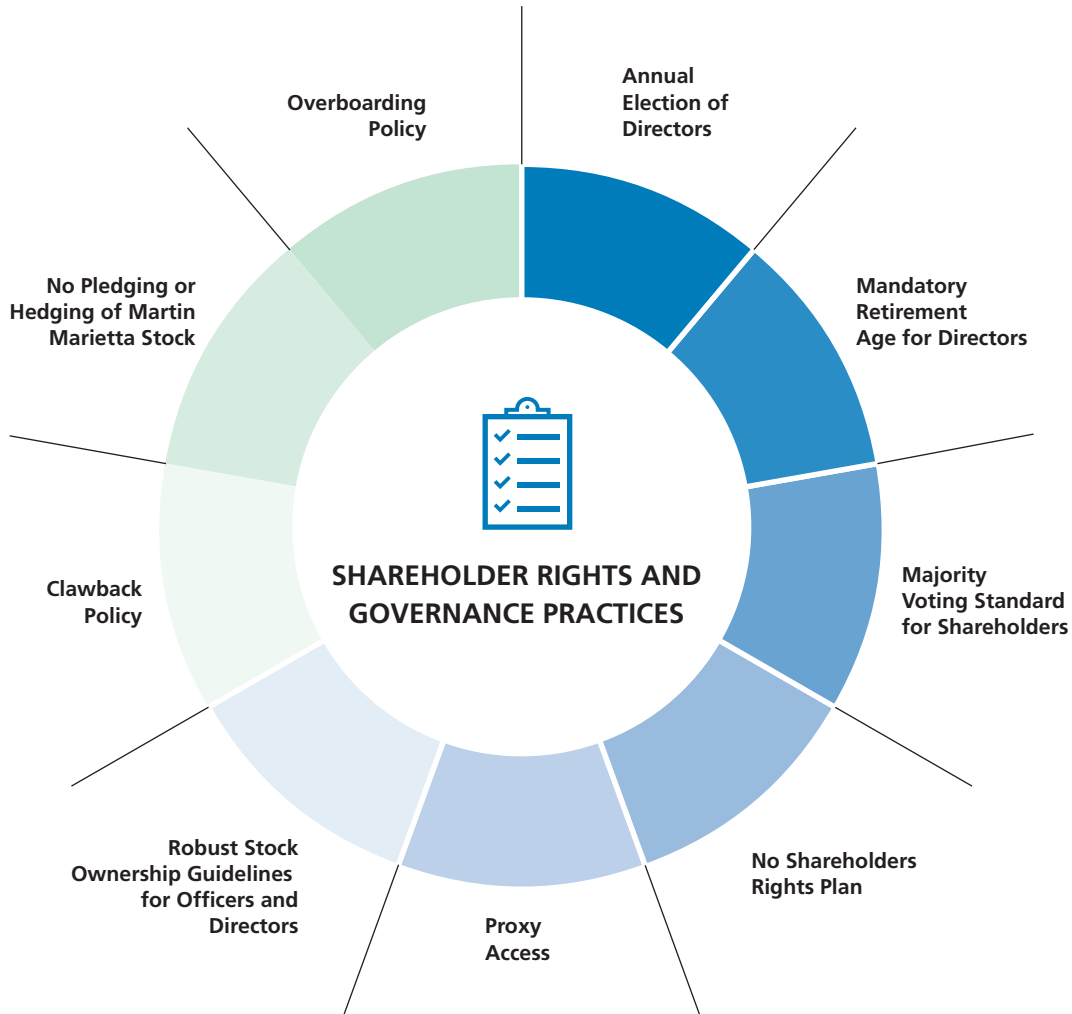 Annual
Election of
Directors
Mandatory
Retirement
Age for Directors
Majority
Voting Standard
for Shareholders
No Shareholders
Rights Plan
Proxy
Access
Robust Stock
Ownership Guidelines
for Officers and
Directors
Clawback
Policy
No Pledging or
Hedging of Martin
Marietta Stock
Overboarding
Policy
SHAREHOLDER RIGHTS AND
GOVERNANCE PRACTICES